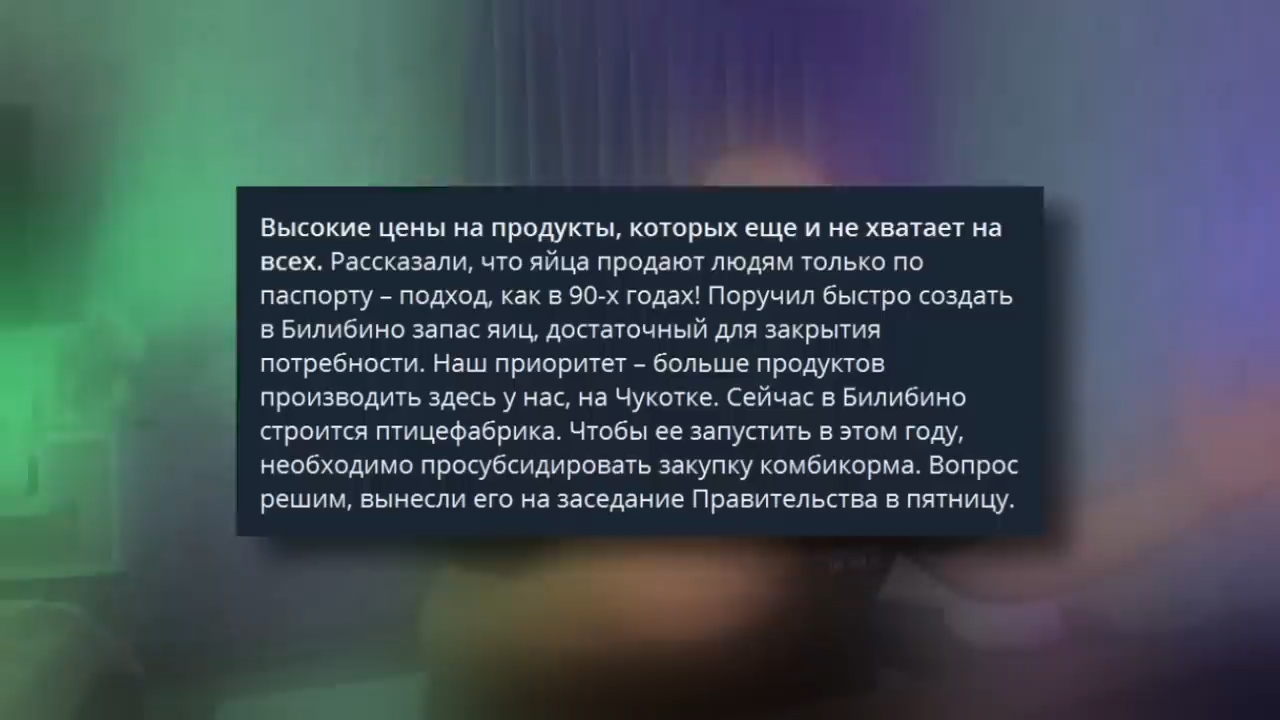 Высокие цены на продукты, которых еще и не хватает на
всех. Рассказали, что яйца продают людям только по
паспорту – подход, как в 90-х годах! Поручил быстро создать
в Билибино запас яиц, достаточный для закрытия
потребности. Наш приоритет – больше продуктов
производить здесь у нас, на Чукотке. Сейчас в Билибино
строится птицефабрика. Чтобы ее запустить в этом году,
необходимо просубсидировать закупку комбикорма. Вопрос
решим, вынесли его на заседание Правительства в пятницу.